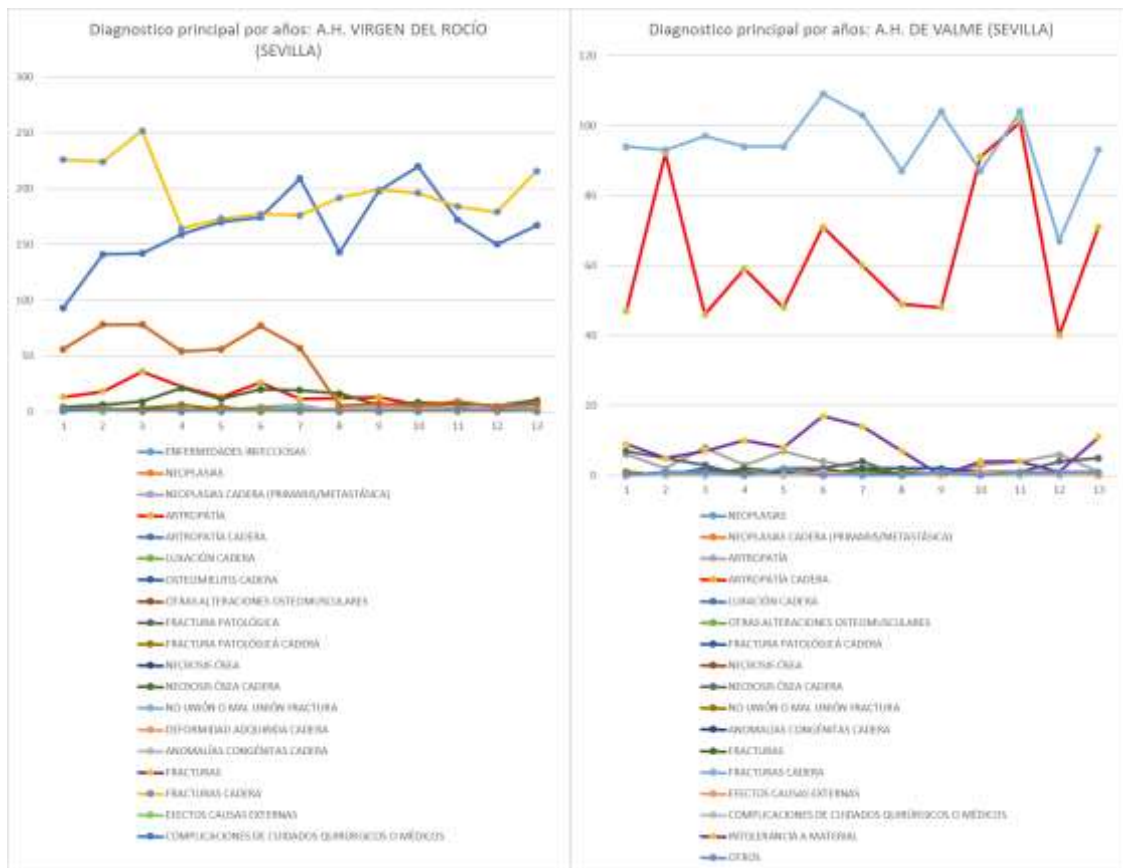 Diagnostico principal por años: A.H. VIRGEN DEL ROCÍO
(SEVILLA)
300
250
200
150
100
50
0
1 2 3 4 5 6 7 8 9 10 11 12 13
ENFERMEDADES INFECCIOSAS
NEOPLASIAS
NEOPLASIAS CADERA (PRIMARIS/METASTÁSICA)
ARTROPATÍA
ARTROPATÍA CADERA
LUXACIÓN CADERA
OSTEOMIELITIS CADERA
OTRAS ALTERACIONES OSTEOMUSCULARES
FRACTURA PATOLÓGICA
FRACTURA PATOLÓGICA CADERA
NECROSIS ÓSEA
NECROSIS ÓSEA CADERA
NO UNIÓN O MAL UNIÓN FRACTURA
DEFORMIDAD ADQUIRIDA CADERA
ANOMALÍAS CONGÉNITAS CADERA
FRACTURAS
FRACTURAS CADERA
EFECTOS CAUSAS EXTERNAS
COMPLICACIONES DE CUIDADOS QUIRÚRGICOS O MÉDICOS
Diagnostico principal por años: A.H. DE VALME (SEVILLA)
120
100
80
60
40
20
0
1 2 3 4 5 6 7 8 9 10 11 12 13
NEOPLASIAS
NEOPLASIAS CADERA (PRIMARIS/METASTÁSICA)
ARTROPATÍA
ARTROPATÍA CADERA
LUXACIÓN CADERA
OTRAS ALTERACIONES OSTEOMUSCULARES
FRACTURA PATOLÓGICA CADERA
NECROSIS ÓSEA
NECROSIS ÓSEA CADERA
NO UNIÓN O MAL UNIÓN FRACTURA
ANOMALÍAS CONGÉNITAS CADERA
FRACTURAS
FRACTURAS CADERA
EFECTOS CAUSAS EXTERNAS
COMPLICACIONES DE CUIDADOS QUIRÚRGICOS O MÉDICOS
INTOLERANCIA A MATERIAL
OTROS